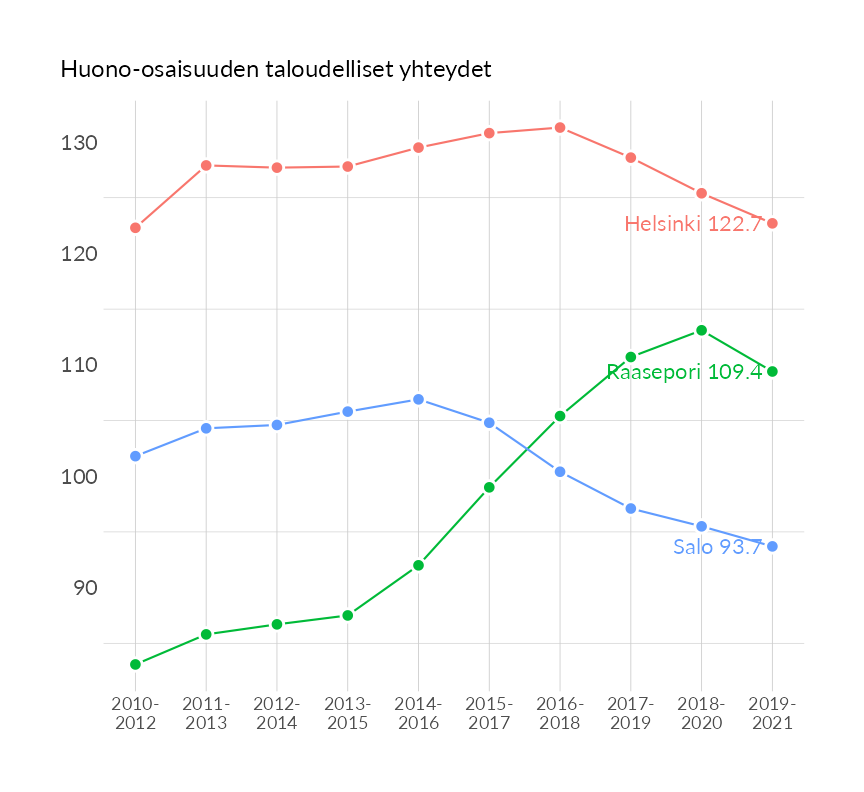 Huono-osaisuuden taloudelliset yhteydet
130
120
110
100
90
Helsinki 122.7
Raasepori 109.4
Salo 93.7
2010- 2011- 2012- 2013- 2014- 2015- 2016- 2017- 2018- 2019-
2012 2013 2014 2015 2016 2017 2018 2019 2020 2021